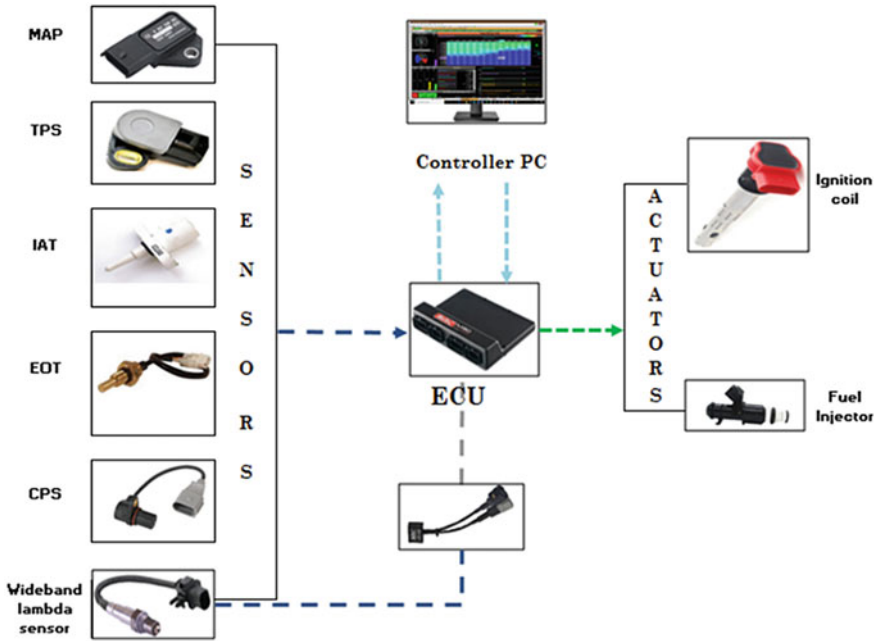 MAP
TPS
IAT
EOT
CPS
Wideband
lambda
sensor
S
E
N
S
O
R
S
Controller PC
ECU
A
C
T
U
A
T
O
R
S
Ignition
coil
Fuel
Injector